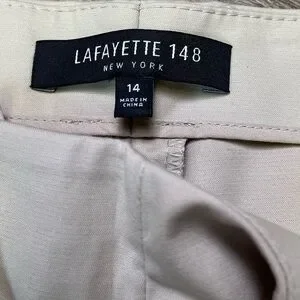 LAFAYETTE 148
NEW YORK
14
MADE IN
CHINA